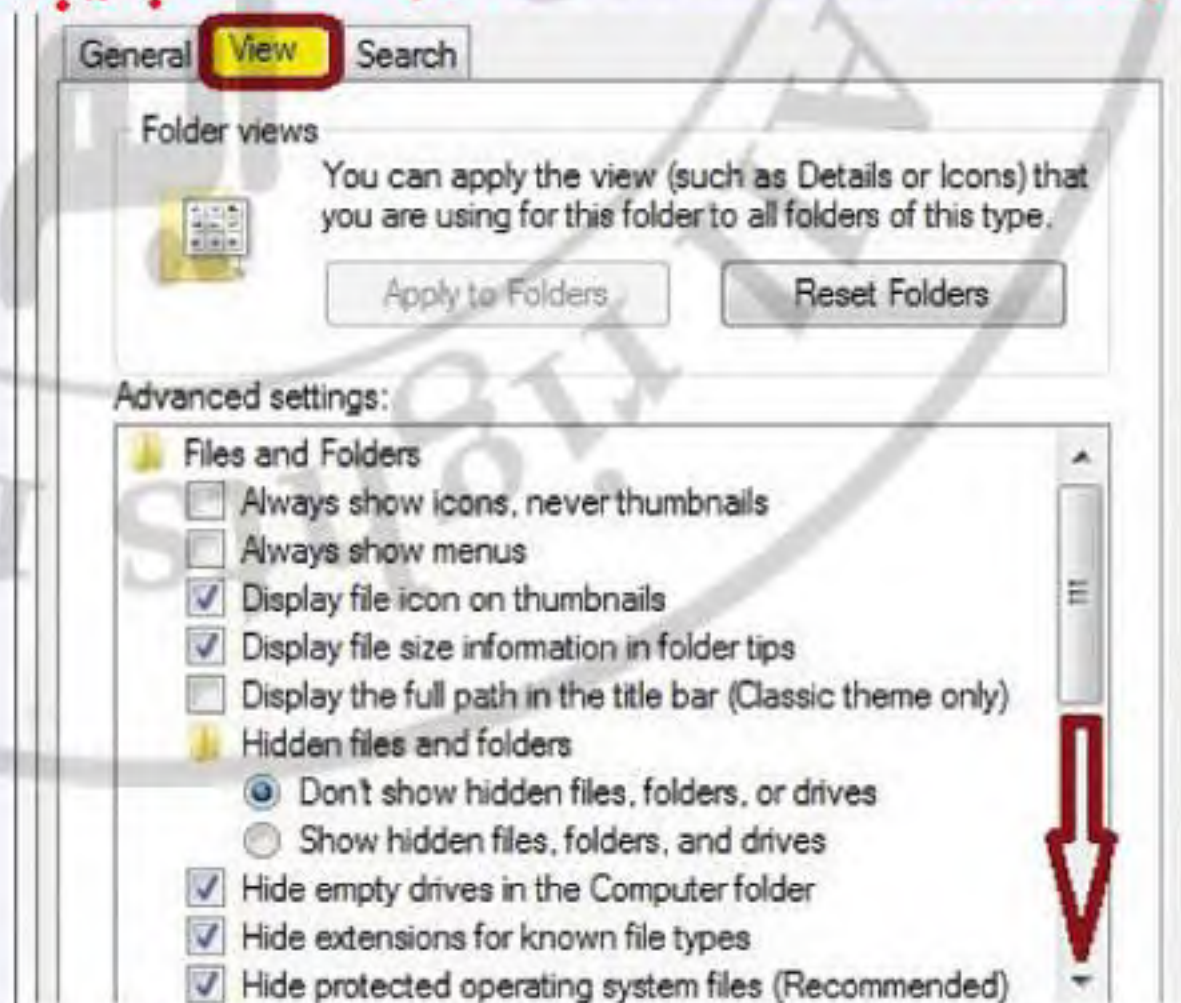 General View Search
Folder views
You can apply the view (such as Details or Icons) that
you are using for this folder to all folders of this type.
Apply to Folders Reset Folders
Advanced settings:
Files and Folders
Always show icons, never thumbnails
Always show menus
Display file icon on thumbnails
Display file size information in folder tips
Display the full path in the title bar (Classic theme only)
Hidden files and folders
Don't show hidden files, folders, or drives
Show hidden files, folders, and drives
Hide empty drives in the Computer folder
Hide extensions for known file types
Hide protected operating system files (Recommended)